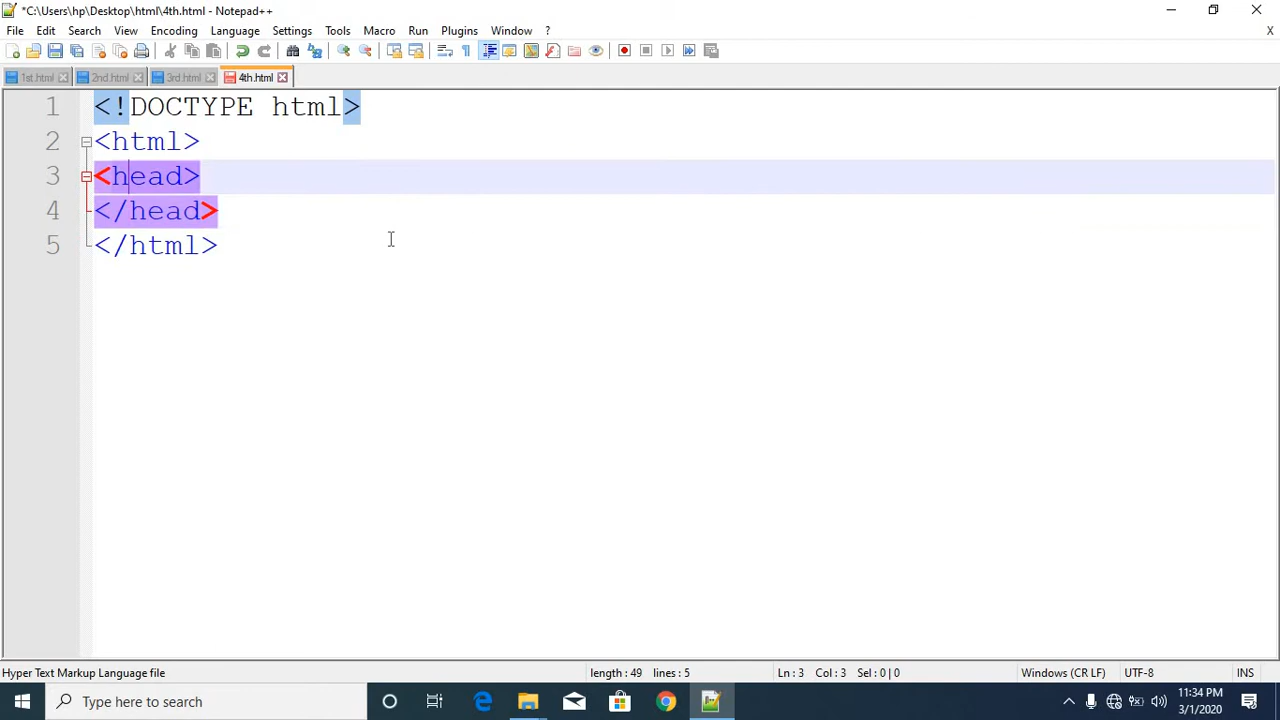 *C:\Users\hp\Desktop\html\4th.html - Notepad++
File Edit Search View Encoding Language Settings Tools Macro Run Plugins Window ? X
1st.html 2nd.html 3rd.html 4th.html
1 <!DOCTYPE html>
2 <html>
3 <head>
4 </head>
5 </html>
Hyper Text Markup Language file length : 49 lines : 5 Ln : 3 Col : 3 Sel : 0 | 0 Windows (CR LF) UTF-8 INS
Type here to search 11:34 PM
3/1/2020